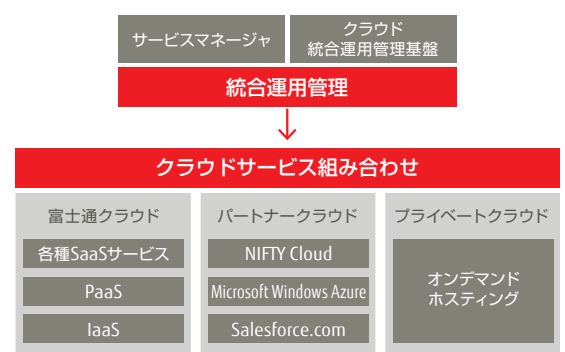 サービスマネージャ
クラウド
統合運用管理基盤
統合運用管理
クラウドサービス組み合わせ
富士通クラウド
各種SaaSサービス
PaaS
IaaS
パートナークラウド
NIFTY Cloud
Microsoft Windows Azure
Salesforce.com
プライベートクラウド
オンデマンド
ホスティング